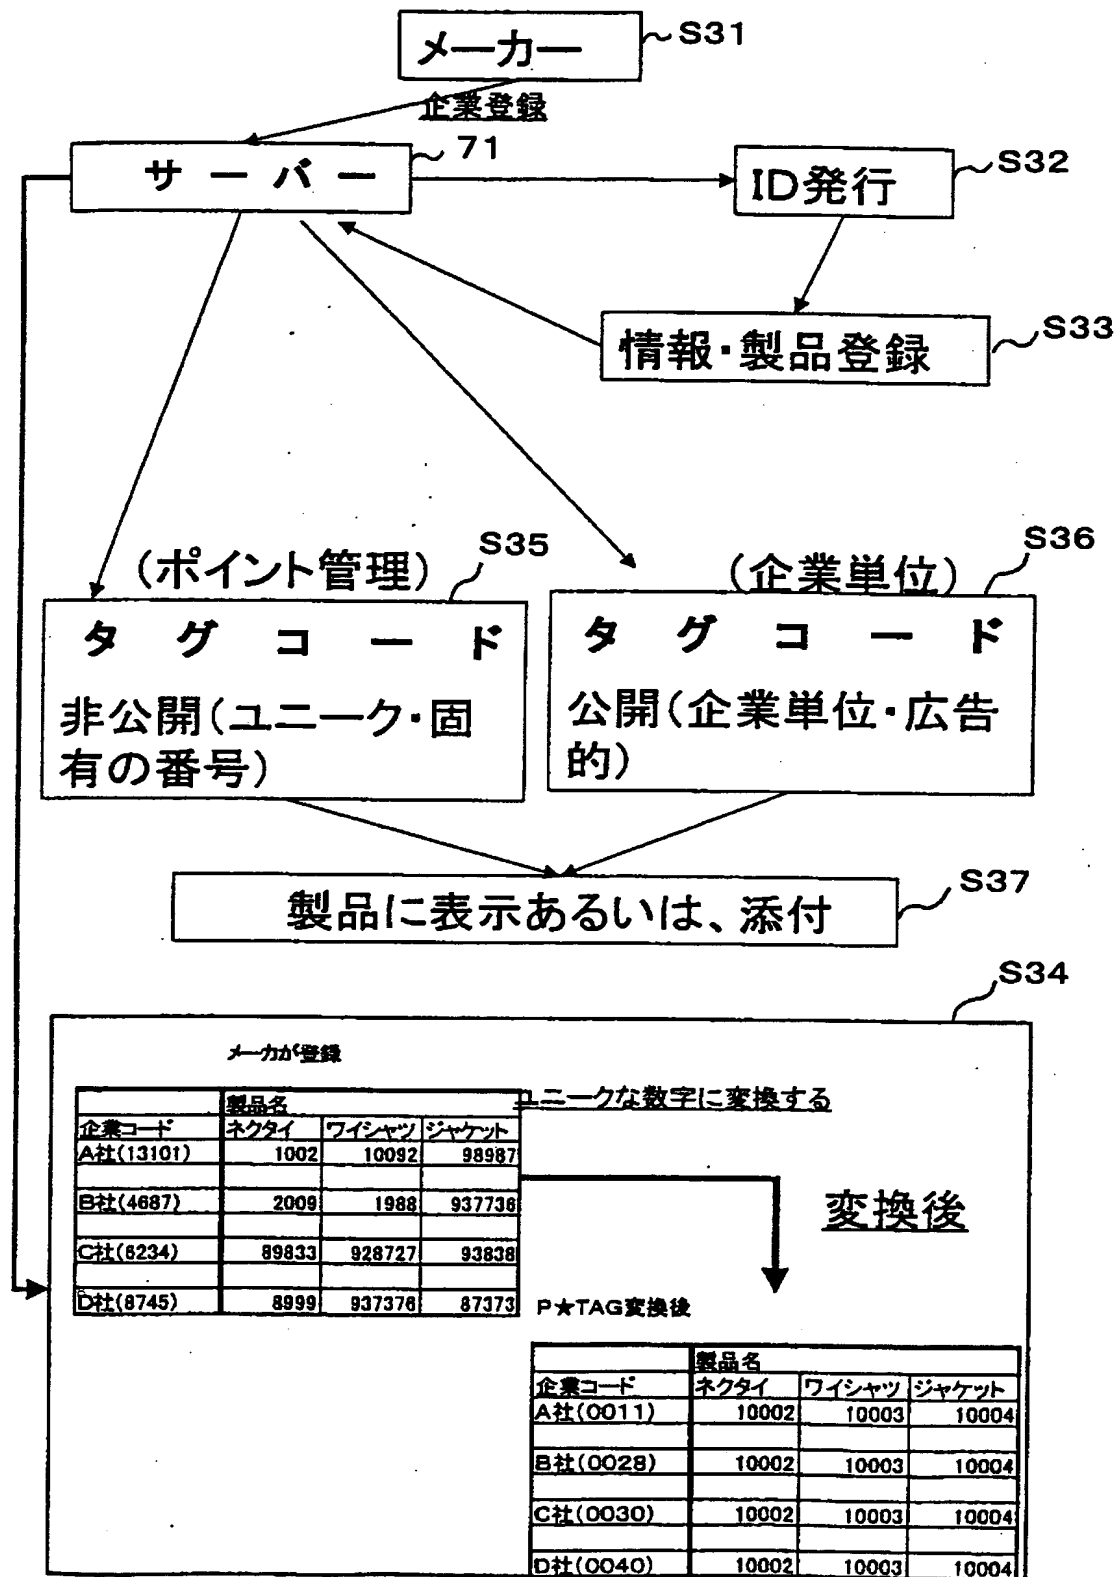 メーカー
S31
企業登録
サーバー
71
ID発行
S32
情報・製品登録
S33
(ポイント管理)
S35
タグコード
非公開(ユニーク・固
有の番号)
(企業単位)
S36
タグコード
公開(企業単位・広告
的)
製品に表示あるいは、添付
S37
S34
メーカが登録
ユニークな数字に変換する
製品名
企業コード ネクタイ ワイシャツ ジャケット
A社(13101) 1002 10092 98987
B社(4687) 2009 1988 937736
C社(6234) 89833 928727 93838
D社(8745) 8999 937376 87373
変換後
P★TAG変換後
製品名
企業コード ネクタイ ワイシャツ ジャケット
A社(0011) 10002 10003 10004
B社(0028) 10002 10003 10004
C社(0030) 10002 10003 10004
D社(0040) 10002 10003 10004